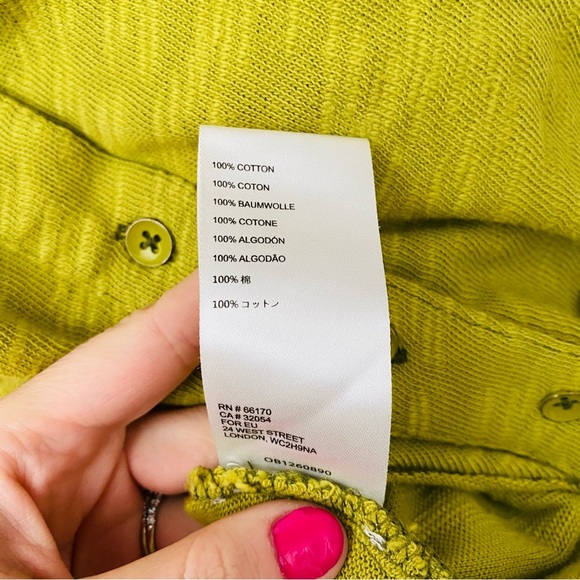 100% COTTON
100% COTON
100% BAUMWOLLE
100% COTONE
100% ALGODÓN
100% ALGODÃO
100% 棉
100% コットン
RN # 66170
CA# 32054
FOR EU
24 WEST STREET
LONDON, WC2H9NA
OB1260890